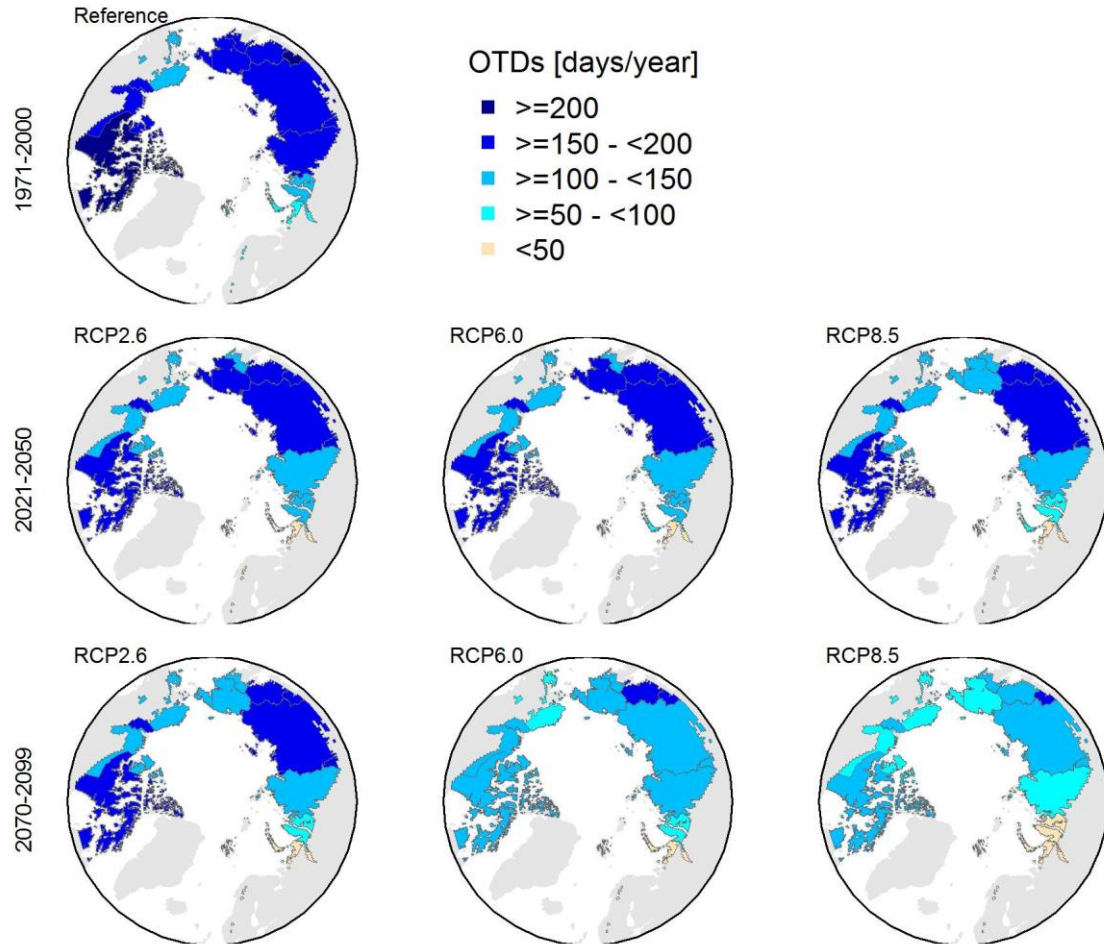 Reference
OTDs [days/year]
>=200
>=150 - <200
>=100 - <150
>=50 - <100
<50
1971-2000
RCP2.6
RCP6.0
RCP8.5
2021-2050
RCP2.6
RCP6.0
RCP8.5
2070-2099